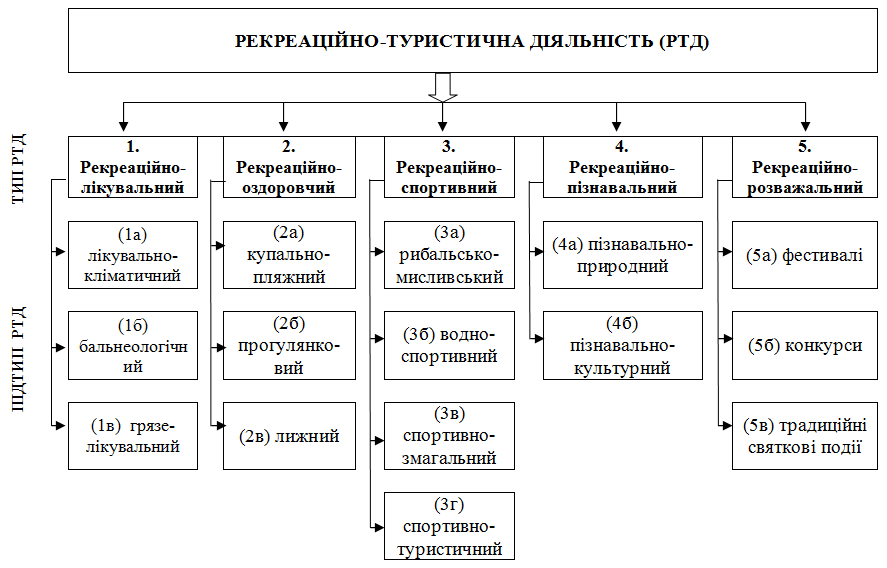 РЕКРЕАЦІЙНО-ТУРИСТИЧНА ДІЯЛЬНІСТЬ (РТД)
ТИП РТД
1.
Рекреаційно-
лікувальний
2.
Рекреаційно-
оздоровчий
3.
Рекреаційно-
спортивний
4.
Рекреаційно-
пізнавальний
5.
Рекреаційно-
розважальний
ПІДТИП РТД
(1а)
лікувально-
кліматичний
(2а)
купально-
пляжний
(3а)
рибальсько-
мисливський
(4а) пізнавально-
природний
(5а) фестивалі
(1б)
бальнеологіч
ний
(2б)
прогулянко-
вий
(3б) водно-
спортивний
(4б)
пізнавально-
культурний
(5б) конкурси
(1в) грязе-
лікувальний
(2в) лижний
(3в)
спортивно-
змагальний
(5в) традиційні
святкові події
(3г)
спортивно-
туристичний